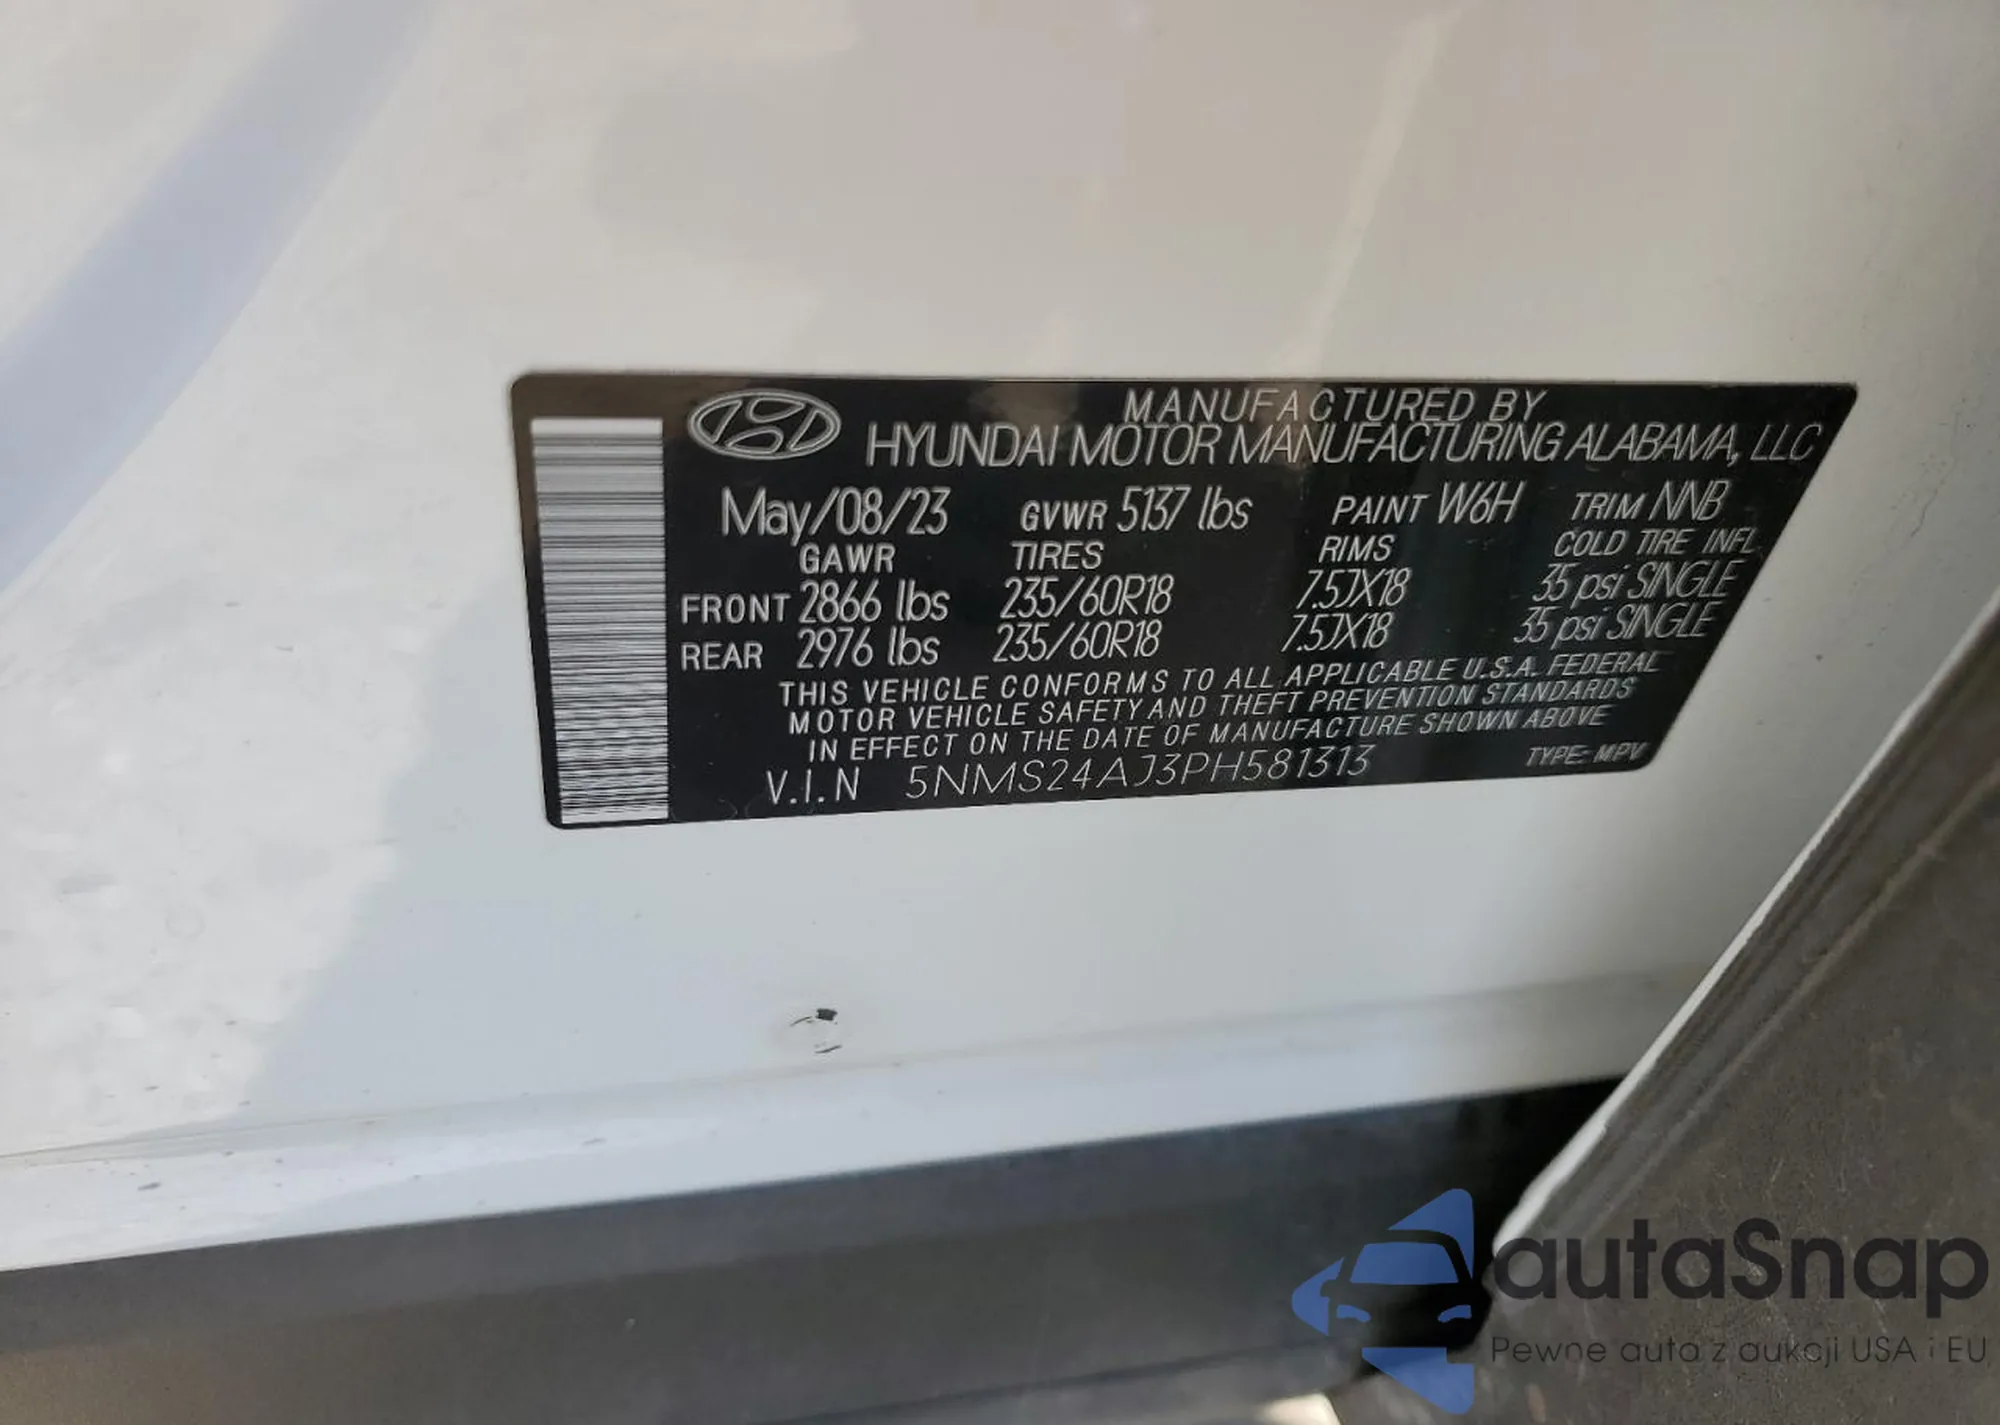 MANUFACTURED BY
HYUNDAI MOTOR MANUFACTURING ALABAMA, LLC
May/08/23 GVWR 5137 lbs PAINT W6H TRIM NNB
GAWR TIRES RIMS COLD TIRE INFL
FRONT 2866 lbs 235/60R18 7.5JX18 35 psi SINGLE
REAR 2976 lbs 235/60R18 7.5JX18 35 psi SINGLE
THIS VEHICLE CONFORMS TO ALL APPLICABLE U.S.A. FEDERAL
MOTOR VEHICLE SAFETY AND THEFT PREVENTION STANDARDS
IN EFFECT ON THE DATE OF MANUFACTURE SHOWN ABOVE
V.I.N 5NMS24AJ3PH581313 TYPE: MPV
autaSnap
Pewne auta z aukcji USA i EU